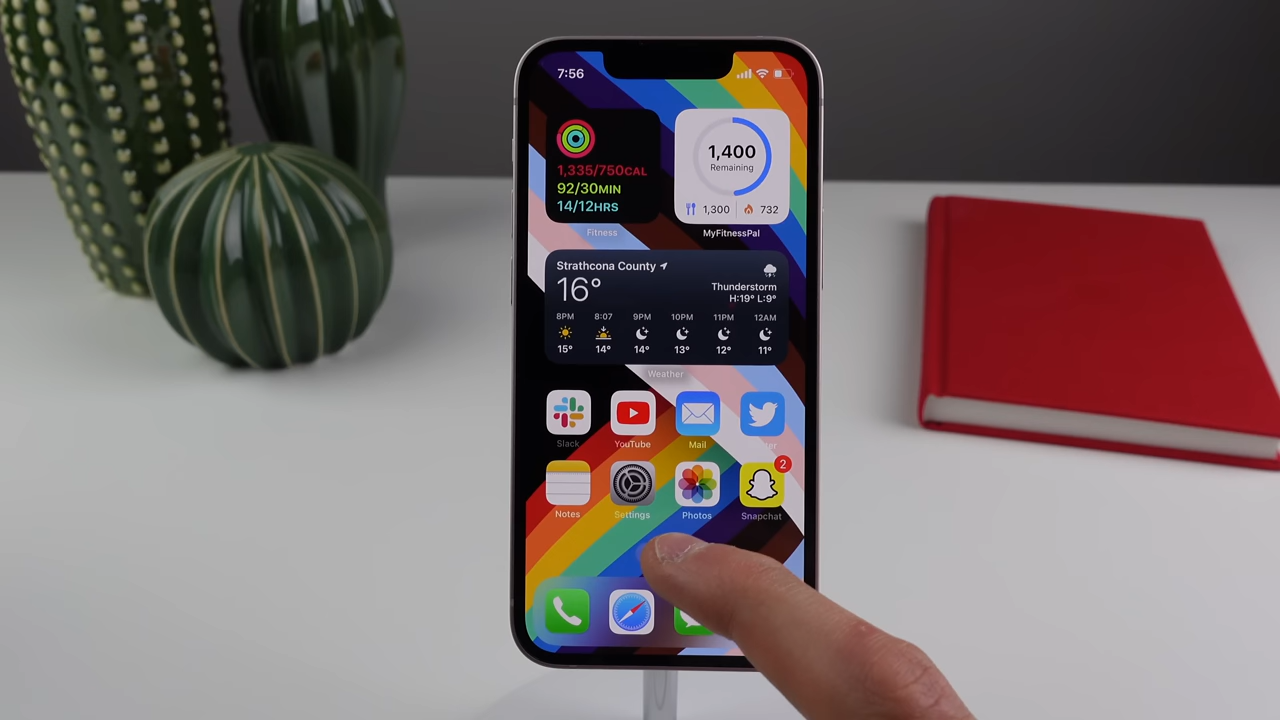 7:56
1,335/750CAL
92/30MIN
14/12HRS
Fitness
1,400
Remaining
1,300 732
MyFitnessPal
Strathcona County
16°
Thunderstorm
H:19° L:9°
8PM 8:07 9PM 10PM 11PM 12AM
15° 14° 14° 13° 12° 11°
Weather
Slack YouTube Mail
2
Notes Settings Photos Snapchat